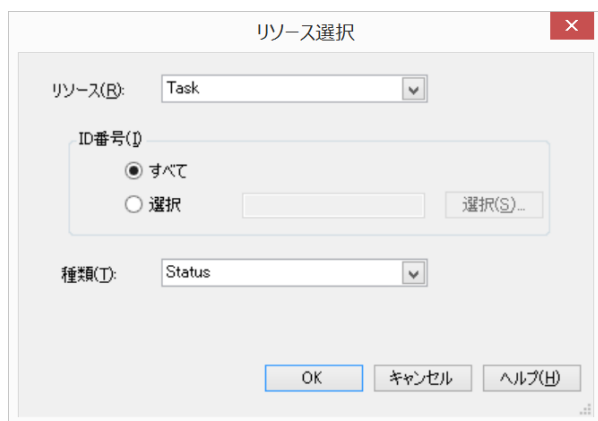 リソース選択
リソース(R): Task
ID番号(I)
すべて
選択 選択(S)...
種類(T): Status
OK キャンセル ヘルプ(H)